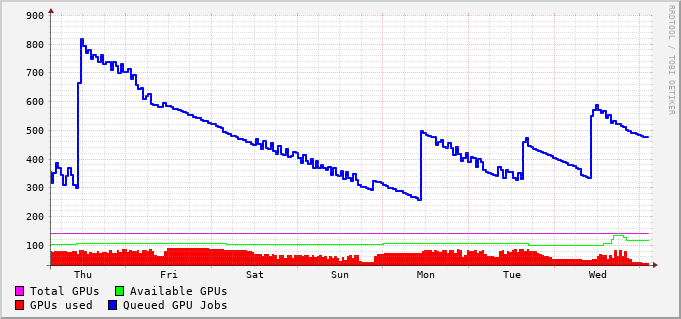 RRDTOOL / TOBI OETIKER
900
800
700
600
500
400
300
200
100
Thu Fri Sat Sun Mon Tue Wed
Total GPUs Available GPUs
GPUs used Queued GPU Jobs